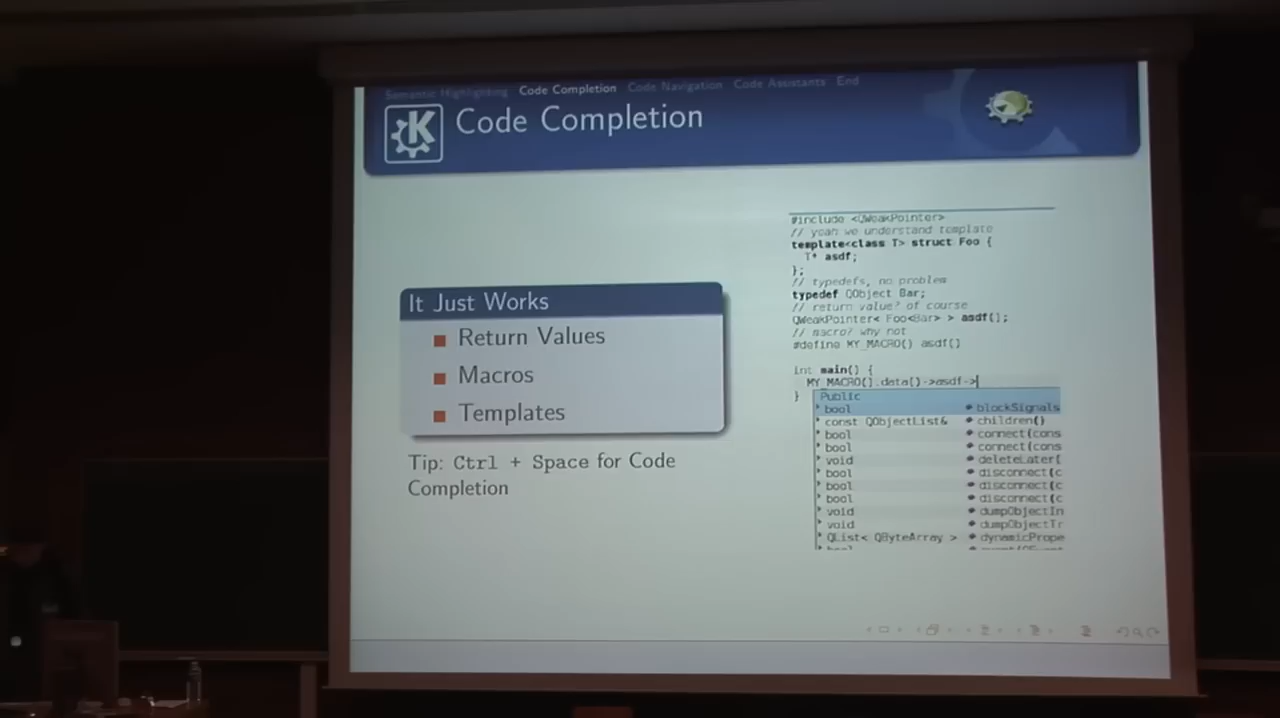 Semantic Highlighting Code Completion Code Navigation Code Assistants End
Code Completion
It Just Works
Return Values
Macros
Templates
Tip: Ctrl + Space for Code
Completion
#include <QWeakPointer>
// yeah we understand template
template<class T> struct Foo {
T* asdf;
};
// typedefs, no problem
typedef QObject Bar;
// return value? of course
QWeakPointer< Foo<Bar> > asdf();
// macro? why not
#define MY_MACRO() asdf()
int main() {
MY_MACRO().data()->asdf->
}
Public
bool blockSignals
const QObjectList& children()
bool connect(cons
bool connect(cons
void deleteLater(
bool disconnect(c
bool disconnect(c
bool disconnect(c
void dumpObjectIn
void dumpObjectTr
QList< QByteArray > dynamicPrope